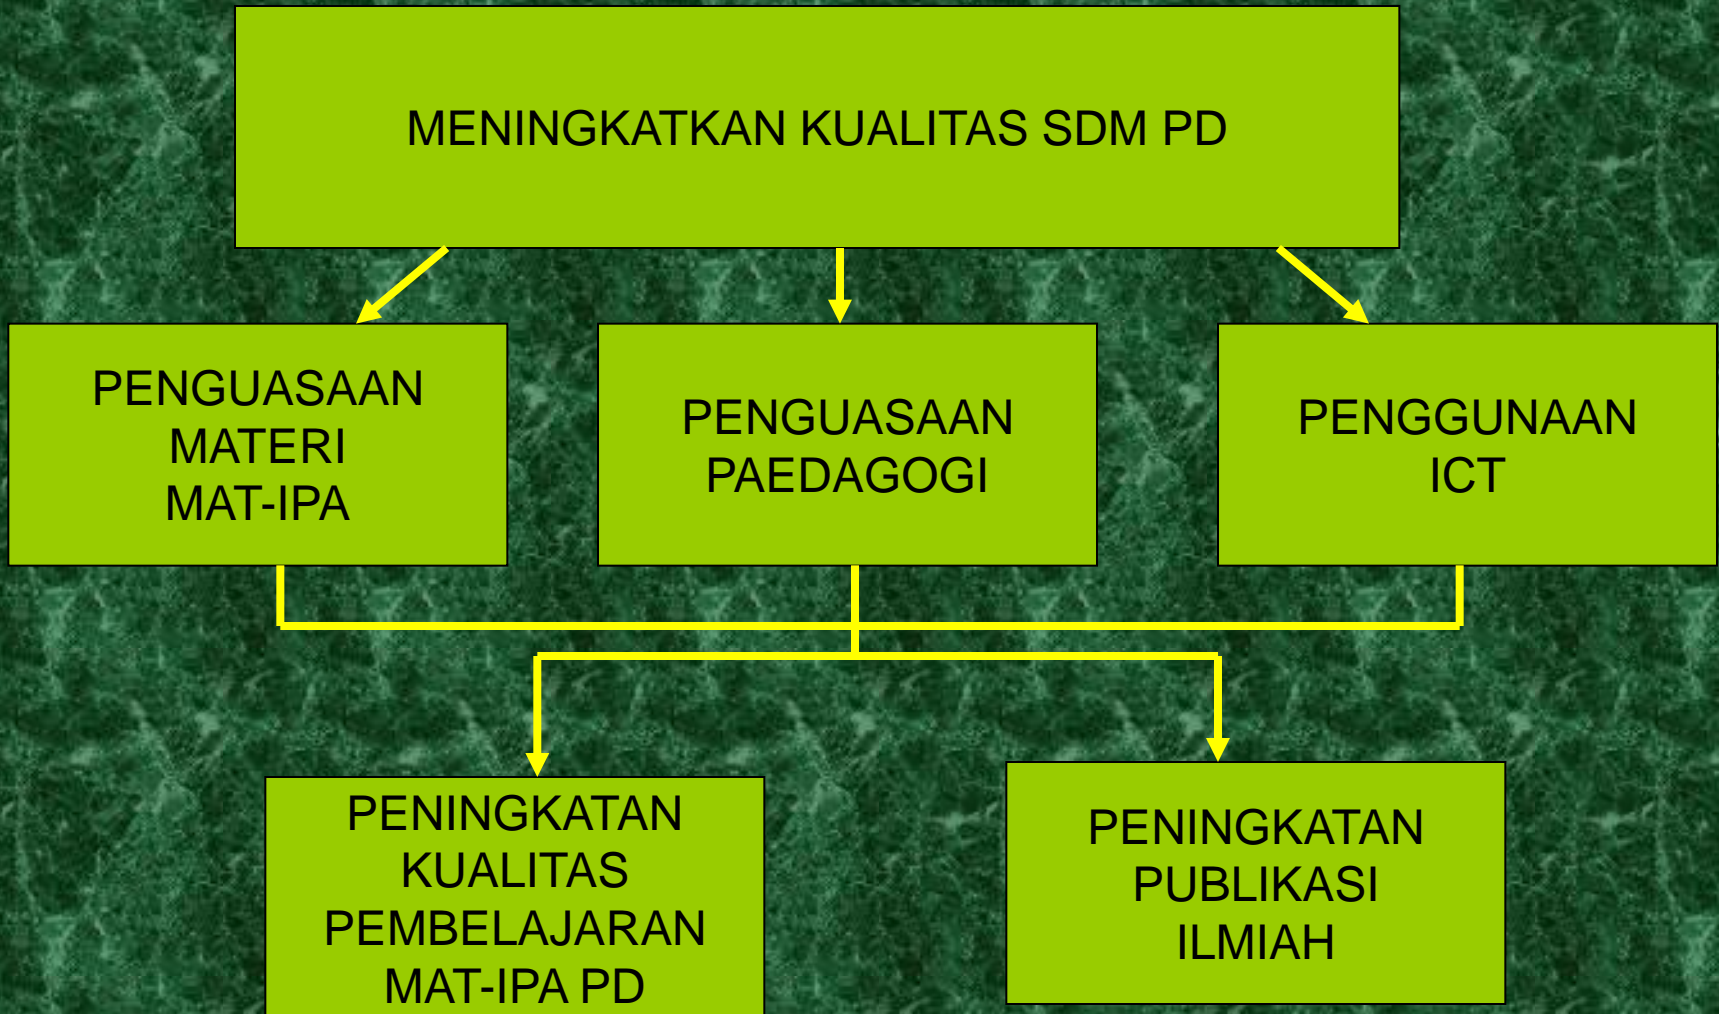 MENINGKATKAN KUALITAS SDM PD
PENGUASAAN
MATERI
MAT-IPA
PENGUASAAN
PAEDAGOGI
PENGGUNAAN
ICT
PENINGKATAN
KUALITAS
PEMBELAJARAN
MAT-IPA PD
PENINGKATAN
PUBLIKASI
ILMIAH